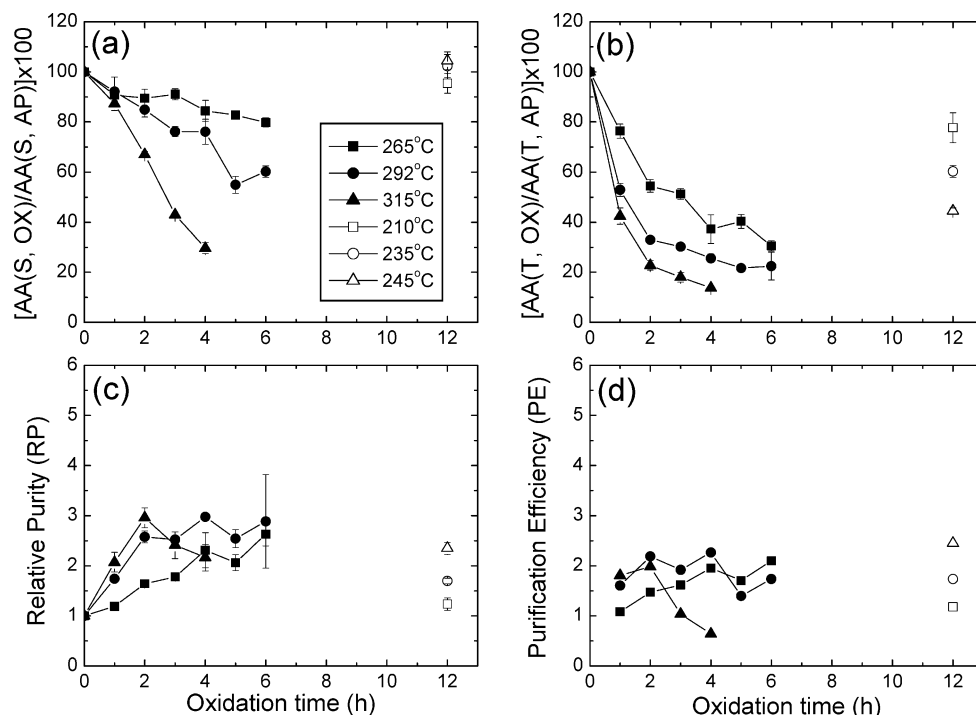 (a)
[AA(S, OX)/AA(S, AP)]x100
120
100
80
60
40
20
0
0 2 4 6 8 10 12
265°C
292°C
315°C
210°C
235°C
245°C
(b)
[AA(T, OX)/AA(T, AP)]x100
120
100
80
60
40
20
0
0 2 4 6 8 10 12
(c)
Relative Purity (RP)
6
5
4
3
2
1
0
0 2 4 6 8 10 12
Oxidation time (h)
(d)
Purification Efficiency (PE)
6
5
4
3
2
1
0
0 2 4 6 8 10 12
Oxidation time (h)